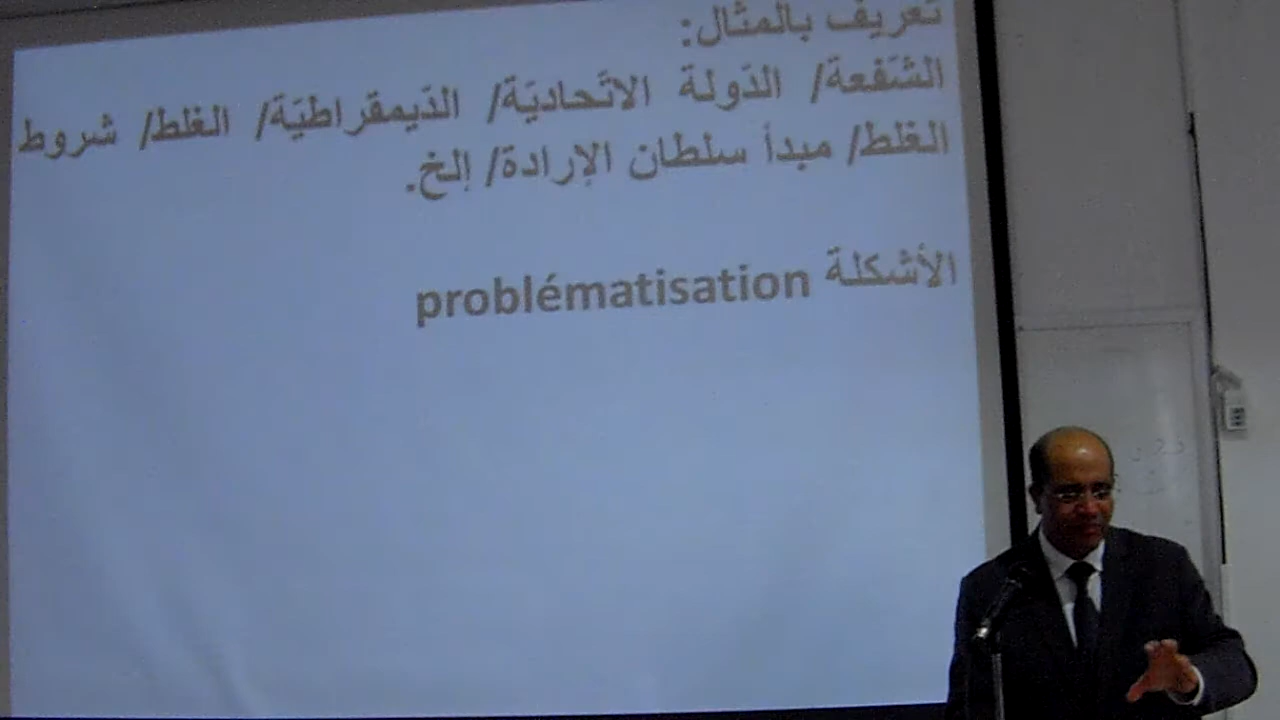 تعريف بالمثال:
الشّفعة/ الدّولة الاتّحاديّة/ الدّيمقراطيّة/ الغلط/ شروط
الغلط/ مبدأ سلطان الإرادة/ إلخ.
الأشكلة problématisation